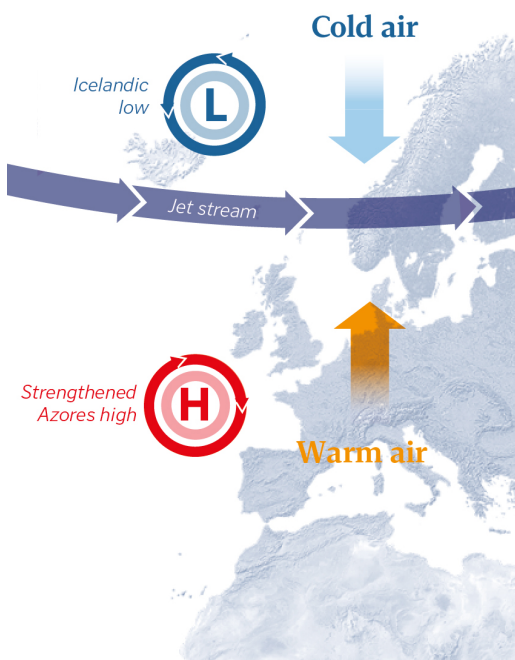 Cold air
Icelandic
low
L
Jet stream
Strengthened
Azores high
H
Warm air